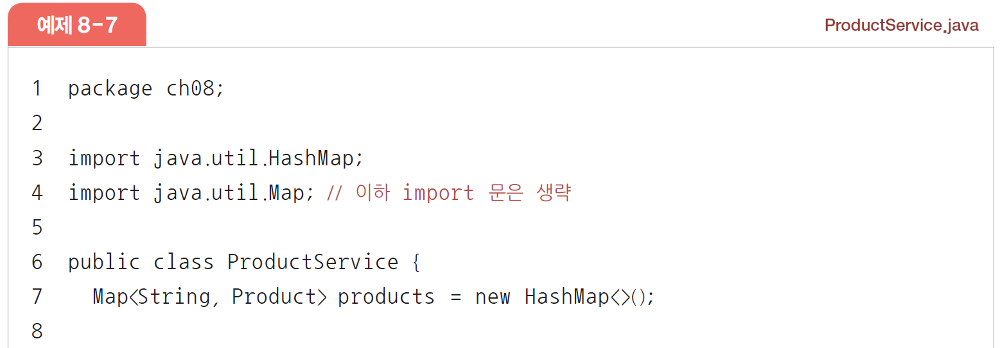 예제 8-7
ProductService.java
1 package ch08;
2
3 import java.util.HashMap;
4 import java.util.Map; // 이하 import 문은 생략
5
6 public class ProductService {
7   Map<String, Product> products = new HashMap<>();
8